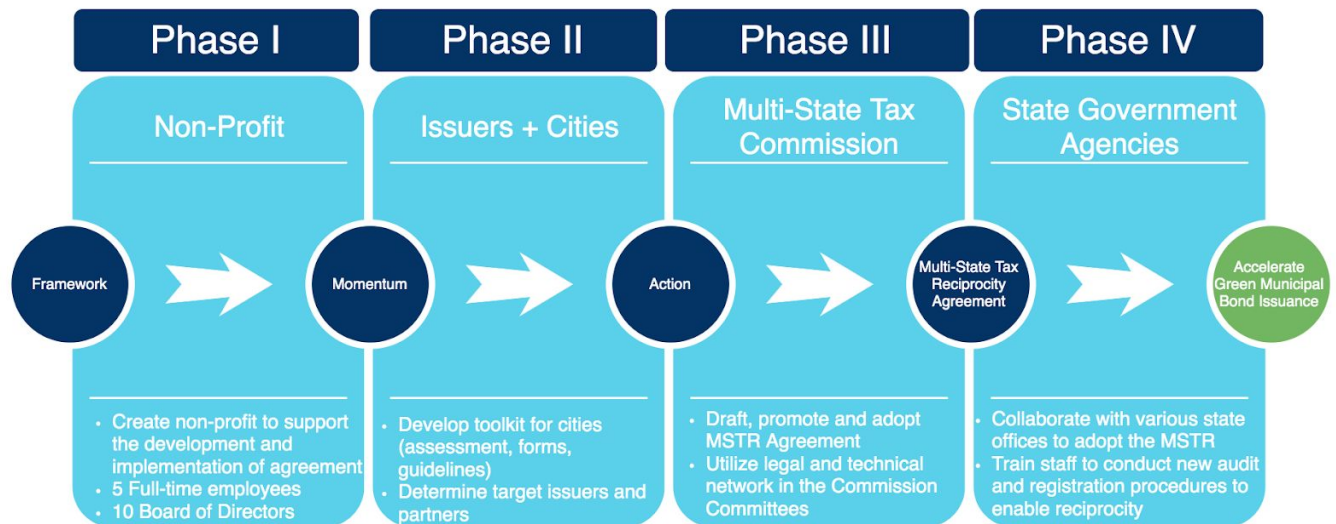 Phase I
Phase II
Phase III
Phase IV
Non-Profit
Issuers + Cities
Multi-State Tax
Commission
State Government
Agencies
Framework
Momentum
Action
Multi-State Tax
Reciprocity
Agreement
Accelerate
Green Municipal
Bond Issuance
• Create non-profit to support
the development and
implementation of agreement
• 5 Full-time employees
• 10 Board of Directors
• Develop toolkit for cities
(assessment, forms,
guidelines)
• Determine target issuers and
partners
• Draft, promote and adopt
MSTR Agreement
• Utilize legal and technical
network in the Commission
Committees
• Collaborate with various state
offices to adopt the MSTR
• Train staff to conduct new audit
and registration procedures to
enable reciprocity